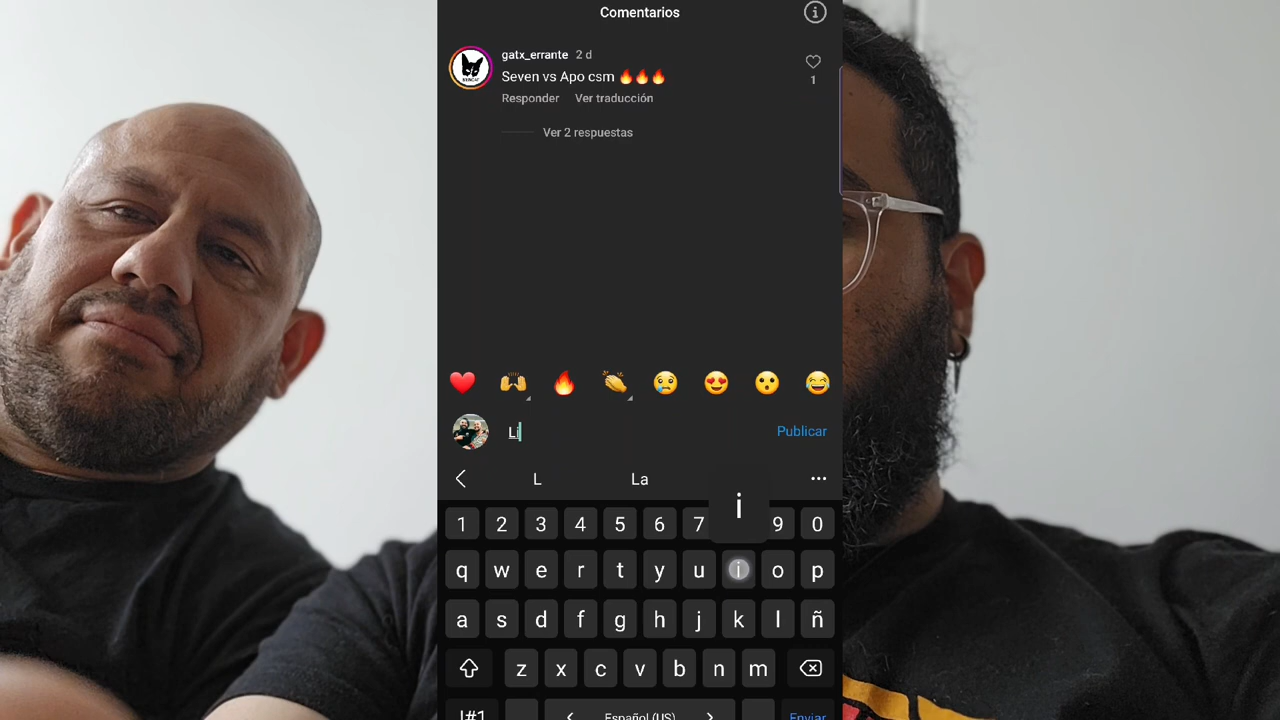 Comentarios
gatx_errante 2 d
Seven vs Apo csm 🔥🔥🔥
1
Responder Ver traducción
Ver 2 respuestas
Li
Publicar
L La
i
1 2 3 4 5 6 7 9 0
q w e r t y u i o p
a s d f g h j k l ñ
z x c v b n m
!#1 Español (US) Enviar